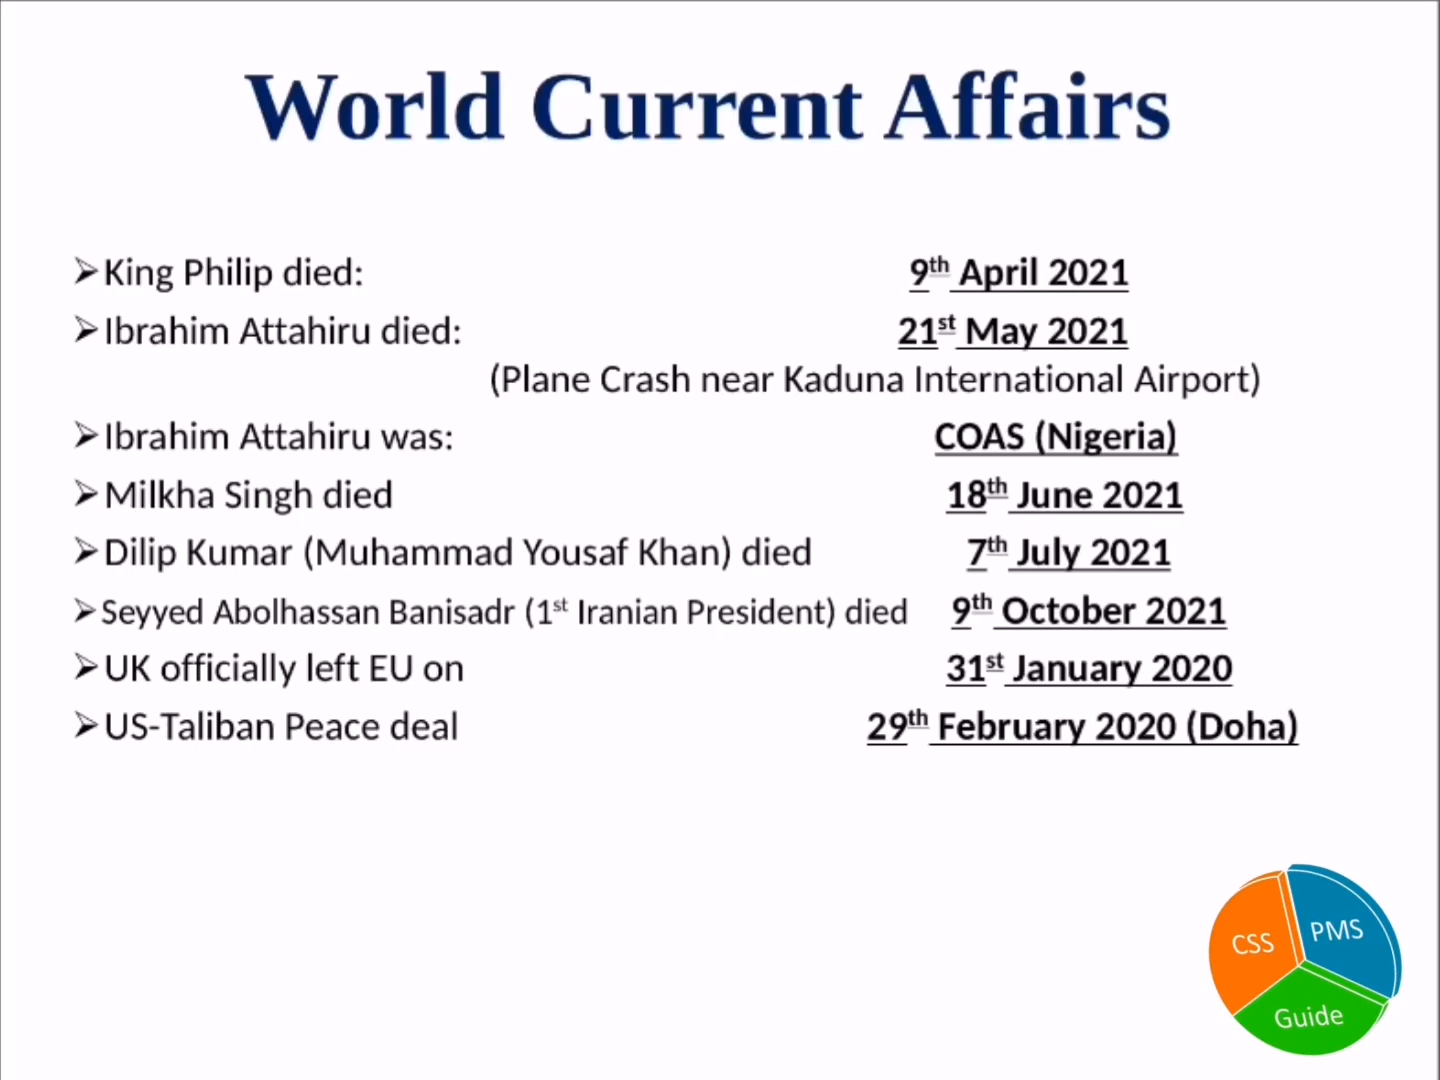 World Current Affairs
➢King Philip died: 9th April 2021
➢Ibrahim Attahiru died: 21st May 2021
(Plane Crash near Kaduna International Airport)
➢Ibrahim Attahiru was: COAS (Nigeria)
➢Milkha Singh died 18th June 2021
➢Dilip Kumar (Muhammad Yousaf Khan) died 7th July 2021
➢Seyyed Abolhassan Banisadr (1st Iranian President) died 9th October 2021
➢UK officially left EU on 31st January 2020
➢US-Taliban Peace deal 29th February 2020 (Doha)
CSS
PMS
Guide